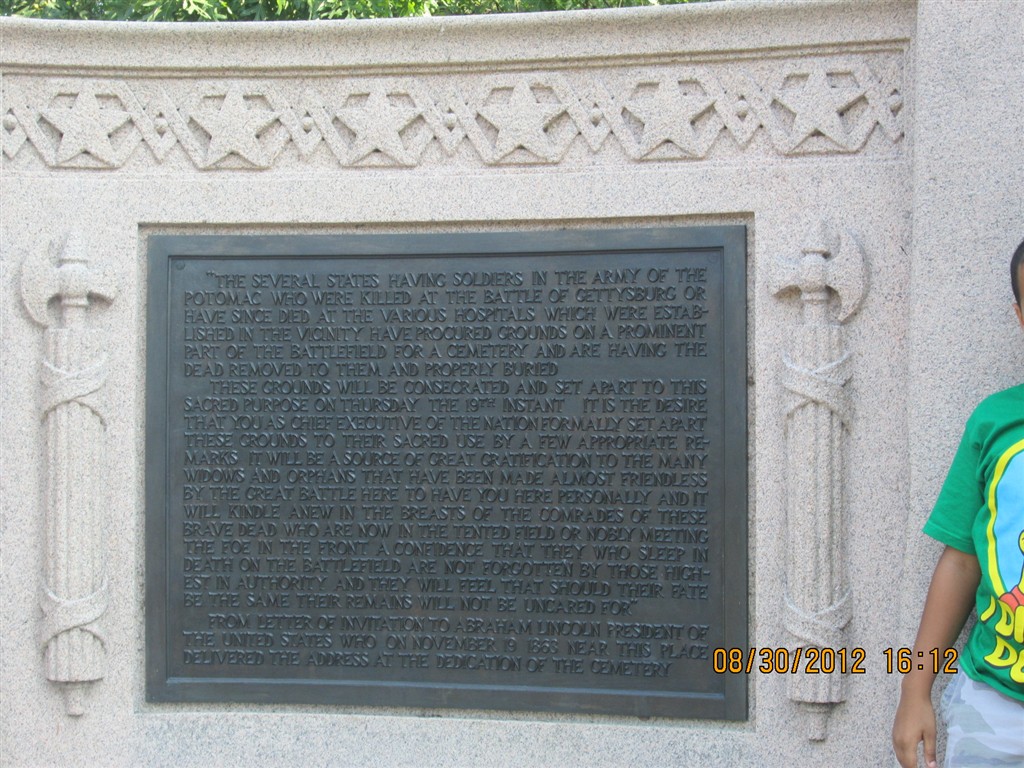 "THE SEVERAL STATES HAVING SOLDIERS IN THE ARMY OF THE
POTOMAC WHO WERE KILLED AT THE BATTLE OF GETTYSBURG OR
HAVE SINCE DIED AT THE VARIOUS HOSPITALS WHICH WERE ESTAB-
LISHED IN THE VICINITY HAVE PROCURED GROUNDS ON A PROMINENT
PART OF THE BATTLEFIELD FOR A CEMETERY AND ARE HAVING THE
DEAD REMOVED TO THEM AND PROPERLY BURIED
THESE GROUNDS WILL BE CONSECRATED AND SET APART TO THIS
SACRED PURPOSE ON THURSDAY THE 19TH INSTANT IT IS THE DESIRE
THAT YOU AS CHIEF EXECUTIVE OF THE NATION FORMALLY SET APART
THESE GROUNDS TO THEIR SACRED USE BY A FEW APPROPRIATE RE-
MARKS IT WILL BE A SOURCE OF GREAT GRATIFICATION TO THE MANY
WIDOWS AND ORPHANS THAT HAVE BEEN MADE ALMOST FRIENDLESS
BY THE GREAT BATTLE HERE TO HAVE YOU HERE PERSONALLY AND IT
WILL KINDLE ANEW IN THE BREASTS OF THE COMRADES OF THESE
BRAVE DEAD WHO ARE NOW IN THE TENTED FIELD OR NOBLY MEETING
THE FOE IN THE FRONT A CONFIDENCE THAT THEY WHO SLEEP IN
DEATH ON THE BATTLEFIELD ARE NOT FORGOTTEN BY THOSE HIGH-
EST IN AUTHORITY AND THEY WILL FEEL THAT SHOULD THEIR FATE
BE THE SAME THEIR REMAINS WILL NOT BE UNCARED FOR"
FROM LETTER OF INVITATION TO ABRAHAM LINCOLN PRESIDENT OF
THE UNITED STATES WHO ON NOVEMBER 19 1863 NEAR THIS PLACE
DELIVERED THE ADDRESS AT THE DEDICATION OF THE CEMETERY
08/30/2012 16:12